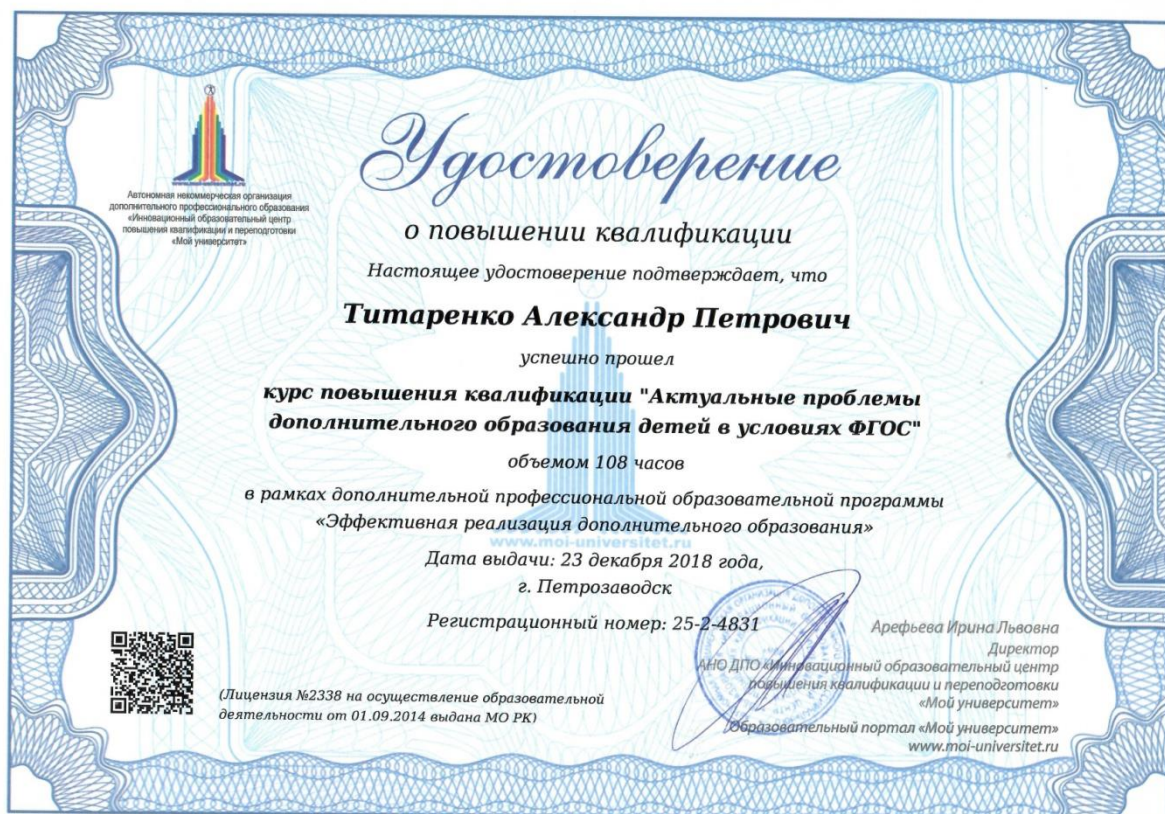 www.moi-universitet.ru
Автономная некоммерческая организация
дополнительного профессионального образования
«Инновационный образовательный центр
повышения квалификации и переподготовки
«Мой университет»
Удостоверение
о повышении квалификации
Настоящее удостоверение подтверждает, что
Титаренко Александр Петрович
успешно прошел
курс повышения квалификации "Актуальные проблемы
дополнительного образования детей в условиях ФГОС"
объемом 108 часов
в рамках дополнительной профессиональной образовательной программы
«Эффективная реализация дополнительного образования»
www.moi-universitet.ru
Дата выдачи: 23 декабря 2018 года,
г. Петрозаводск
Регистрационный номер: 25-2-4831
(Лицензия №2338 на осуществление образовательной
деятельности от 01.09.2014 выдана МО РК)
Арефьева Ирина Львовна
Директор
АНО ДПО «Инновационный образовательный центр
повышения квалификации и переподготовки
«Мой университет»
Образовательный портал «Мой университет»
www.moi-universitet.ru